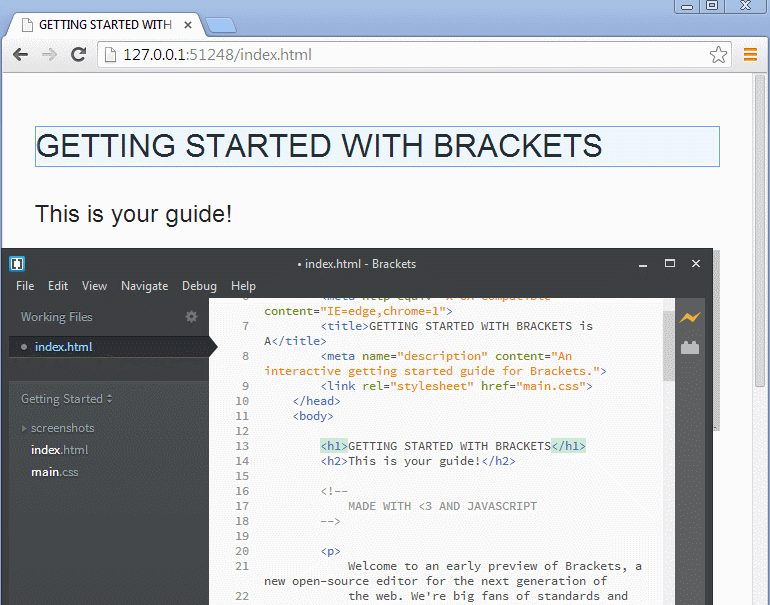 GETTING STARTED WITH
127.0.0.1:51248/index.html
GETTING STARTED WITH BRACKETS
This is your guide!
• index.html - Brackets
File Edit View Navigate Debug Help
Working Files
index.html
Getting Started
screenshots
index.html
main.css
content="IE=edge,chrome=1">
7 <title>GETTING STARTED WITH BRACKETS is
A</title>
8 <meta name="description" content="An
interactive getting started guide for Brackets.">
9 <link rel="stylesheet" href="main.css">
10 </head>
11 <body>
12
13 <h1>GETTING STARTED WITH BRACKETS</h1>
14 <h2>This is your guide!</h2>
15
16 <!--
17 MADE WITH <3 AND JAVASCRIPT
18 -->
19
20 <p>
21 Welcome to an early preview of Brackets, a
new open-source editor for the next generation of
22 the web. We're big fans of standards and